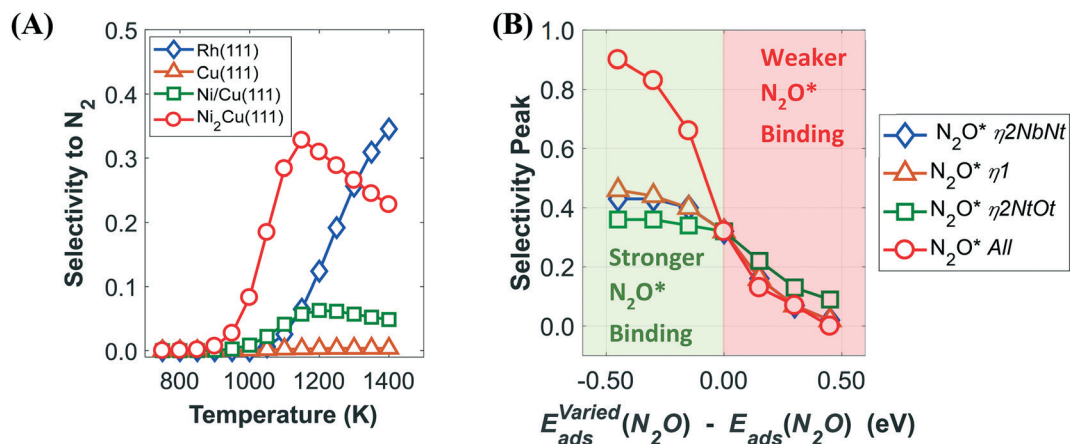 (A)
0.5
0.4
0.3
0.2
0.1
0.0
Selectivity to N2
Rh(111)
Cu(111)
Ni/Cu(111)
Ni2Cu(111)
800
1000
1200
1400
Temperature (K)
(B)
1.0
0.8
0.6
0.4
0.2
0.0
Selectivity Peak
Weaker
N2O*
Binding
Stronger
N2O*
Binding
-0.50
0.00
0.50
E_ads^Varied(N2O) - E_ads(N2O) (eV)
N2O* η2NbNt
N2O* η1
N2O* η2NtOt
N2O* All